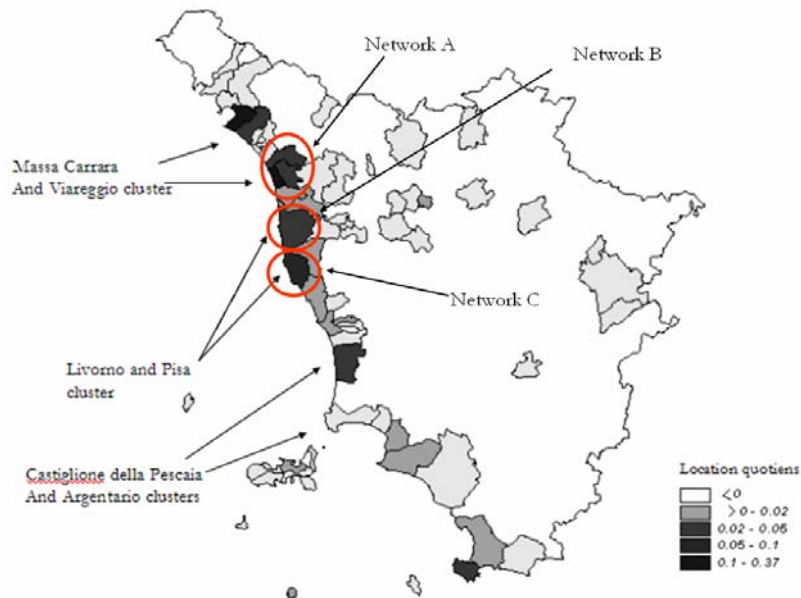 Network A
Network B
Massa Carrara
And Viareggio cluster
Network C
Livorno and Pisa
cluster
Castiglione della Pescaia
And Argentario clusters
Location quotiens
<0
>0 - 0.02
0.02 - 0.05
0.05 - 0.1
0.1 - 0.37